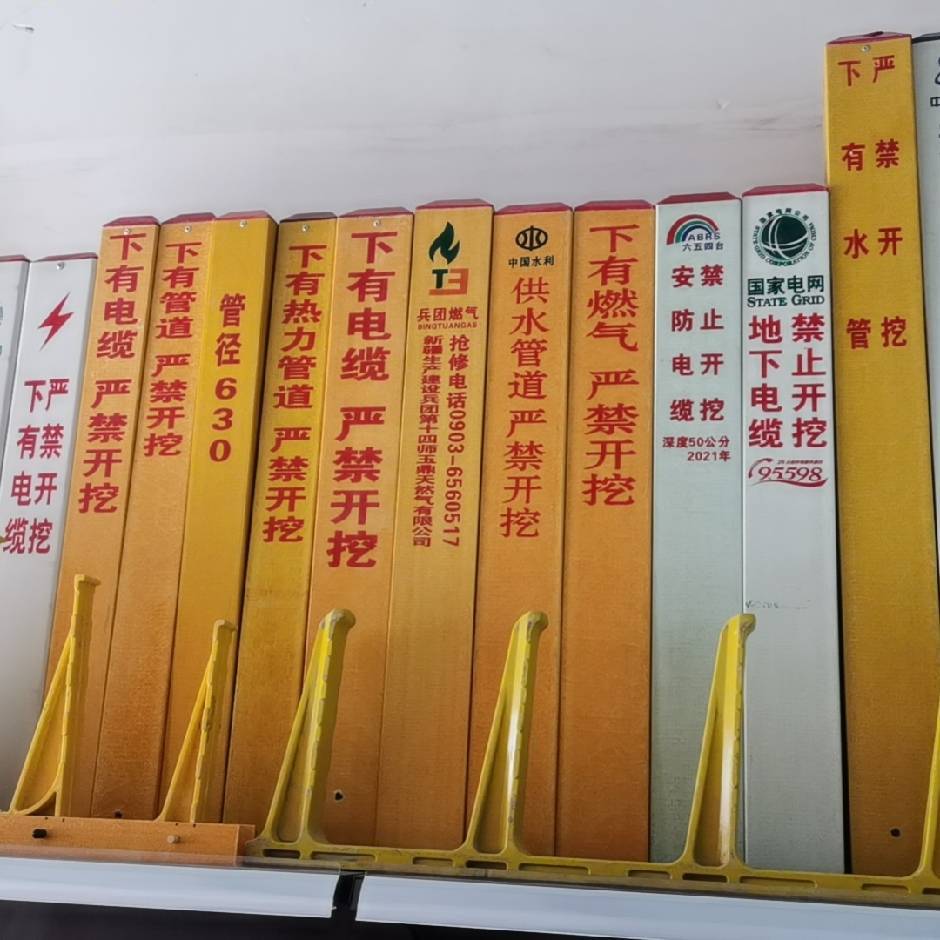 下有电缆
严禁开挖
下有电缆 严禁开挖
下有管道 严禁开挖
管径630
下有热力管道 严禁开挖
下有电缆 严禁开挖
T3
兵团燃气
BINGTUANGAS
抢修电话0903-6560517
新疆生产建设兵团第十四师玉鼎天然气有限公司
中国水利
供水管道 严禁开挖
下有燃气 严禁开挖
ABRS
六五四台
安防电缆
禁止开挖
深度50公分
2021年
国家电网
STATE GRID
地下电缆
禁止开挖
95598
下有水管
严禁开挖